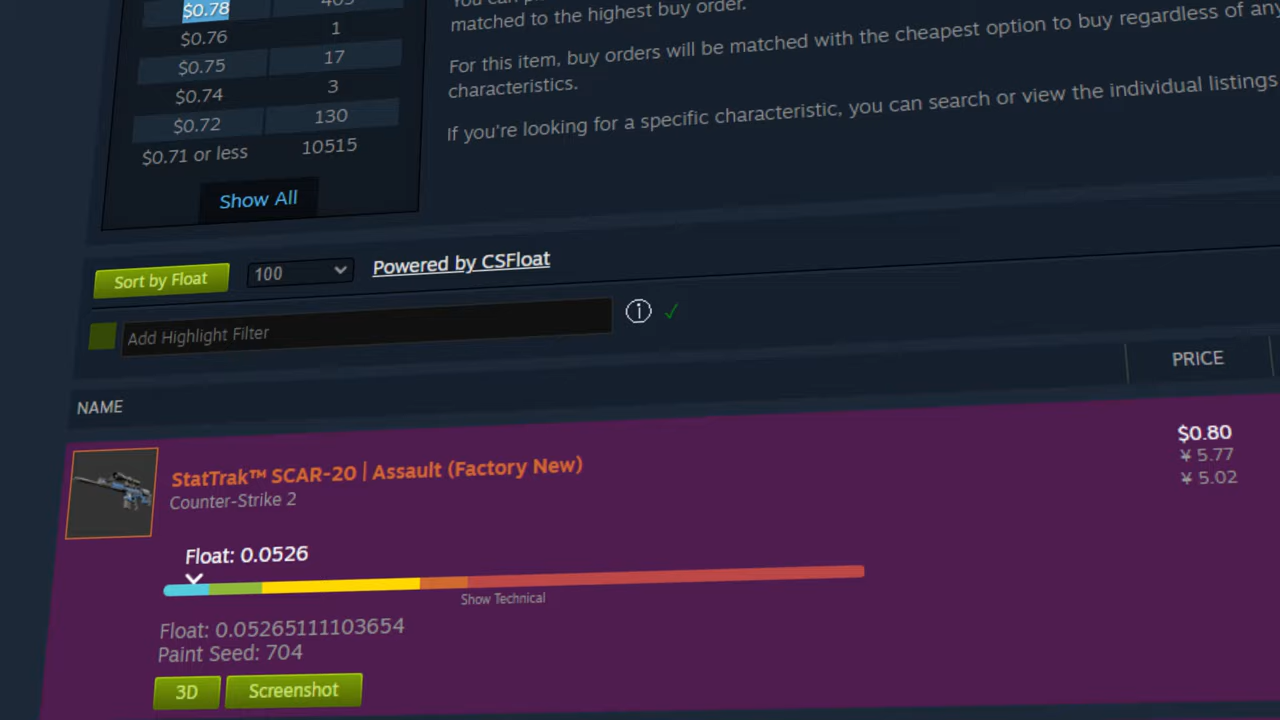 $0.78
You can
matched to the highest buy order.
$0.76 1
$0.75 17
$0.74 3
$0.72 130
$0.71 or less 10515
Show All
For this item, buy orders will be matched with the cheapest option to buy regardless of any
characteristics.
If you're looking for a specific characteristic, you can search or view the individual listings
Sort by Float
100
Powered by CSFloat
Add Highlight Filter
NAME
PRICE
StatTrak™ SCAR-20 | Assault (Factory New)
Counter-Strike 2
$0.80
¥ 5.77
¥ 5.02
Float: 0.0526
Show Technical
Float: 0.05265111103654
Paint Seed: 704
3D
Screenshot